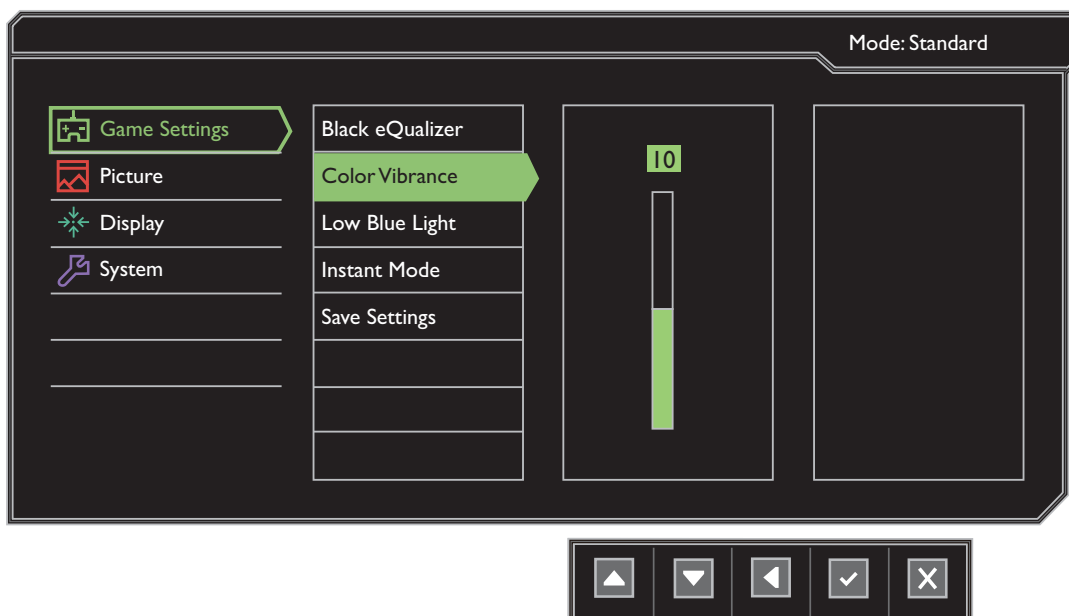 Mode: Standard
Game Settings
Picture
Display
System
Black eQualizer
Color Vibrance
Low Blue Light
Instant Mode
Save Settings
10